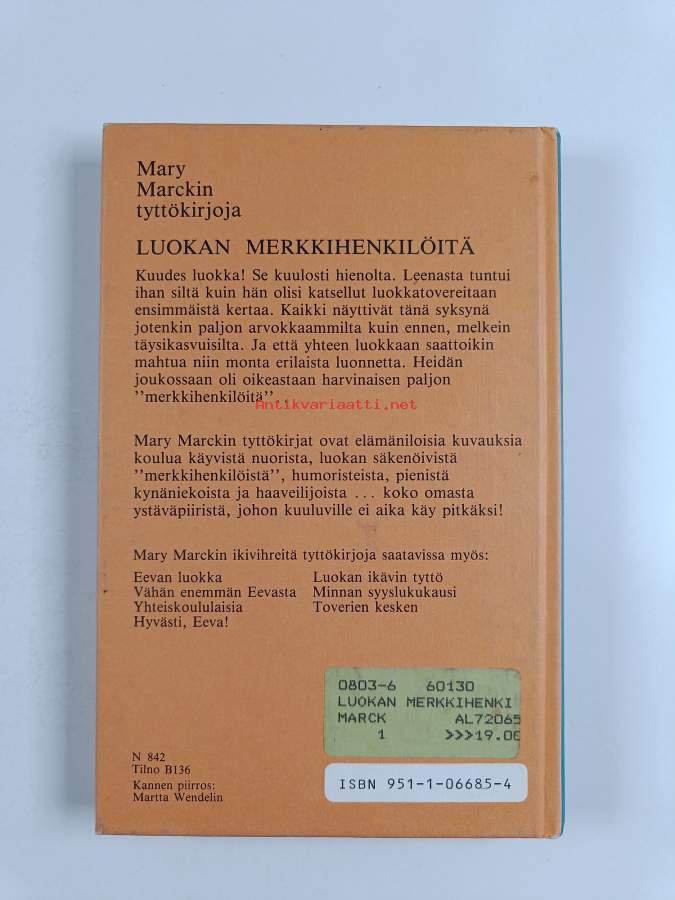 Mary
Marckin
tyttökirjoja
LUOKAN MERKKIHENKILÖITÄ
Kuudes luokka! Se kuulosti hienolta. Leenasta tuntui
ihan siltä kuin hän olisi katsellut luokkatovereitaan
ensimmäistä kertaa. Kaikki näyttivät tänä syksynä
jotenkin paljon arvokkaammilta kuin ennen, melkein
täysikasvuisilta. Ja että yhteen luokkaan saattoikin
mahtua niin monta erilaista luonnetta. Heidän
joukossaan oli oikeastaan harvinaisen paljon
''merkkihenkilöitä''...
Antikvariaatti.net
Mary Marckin tyttökirjat ovat elämäniloisia kuvauksia
koulua käyvistä nuorista, luokan säkenöivistä
''merkkihenkilöistä'', humoristeista, pienistä
kynäniekoista ja haaveilijoista ... koko omasta
ystäväpiiristä, johon kuuluville ei aika käy pitkäksi!
Mary Marckin ikivihreitä tyttökirjoja saatavissa myös:
Eevan luokka
Vähän enemmän Eevasta
Yhteiskoululaisia
Hyvästi, Eeva!
Luokan ikävin tyttö
Minnan syyslukukausi
Toverien kesken
0803-6 60130
LUOKAN MERKKIHENKI
MARCK AL72065
1 >>>19.00
ISBN 951-1-06685-4
N 842
Tilno B136
Kannen piirros:
Martta Wendelin